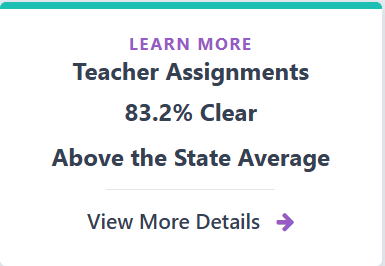 LEARN MORE
Teacher Assignments
83.2% Clear
Above the State Average
View More Details